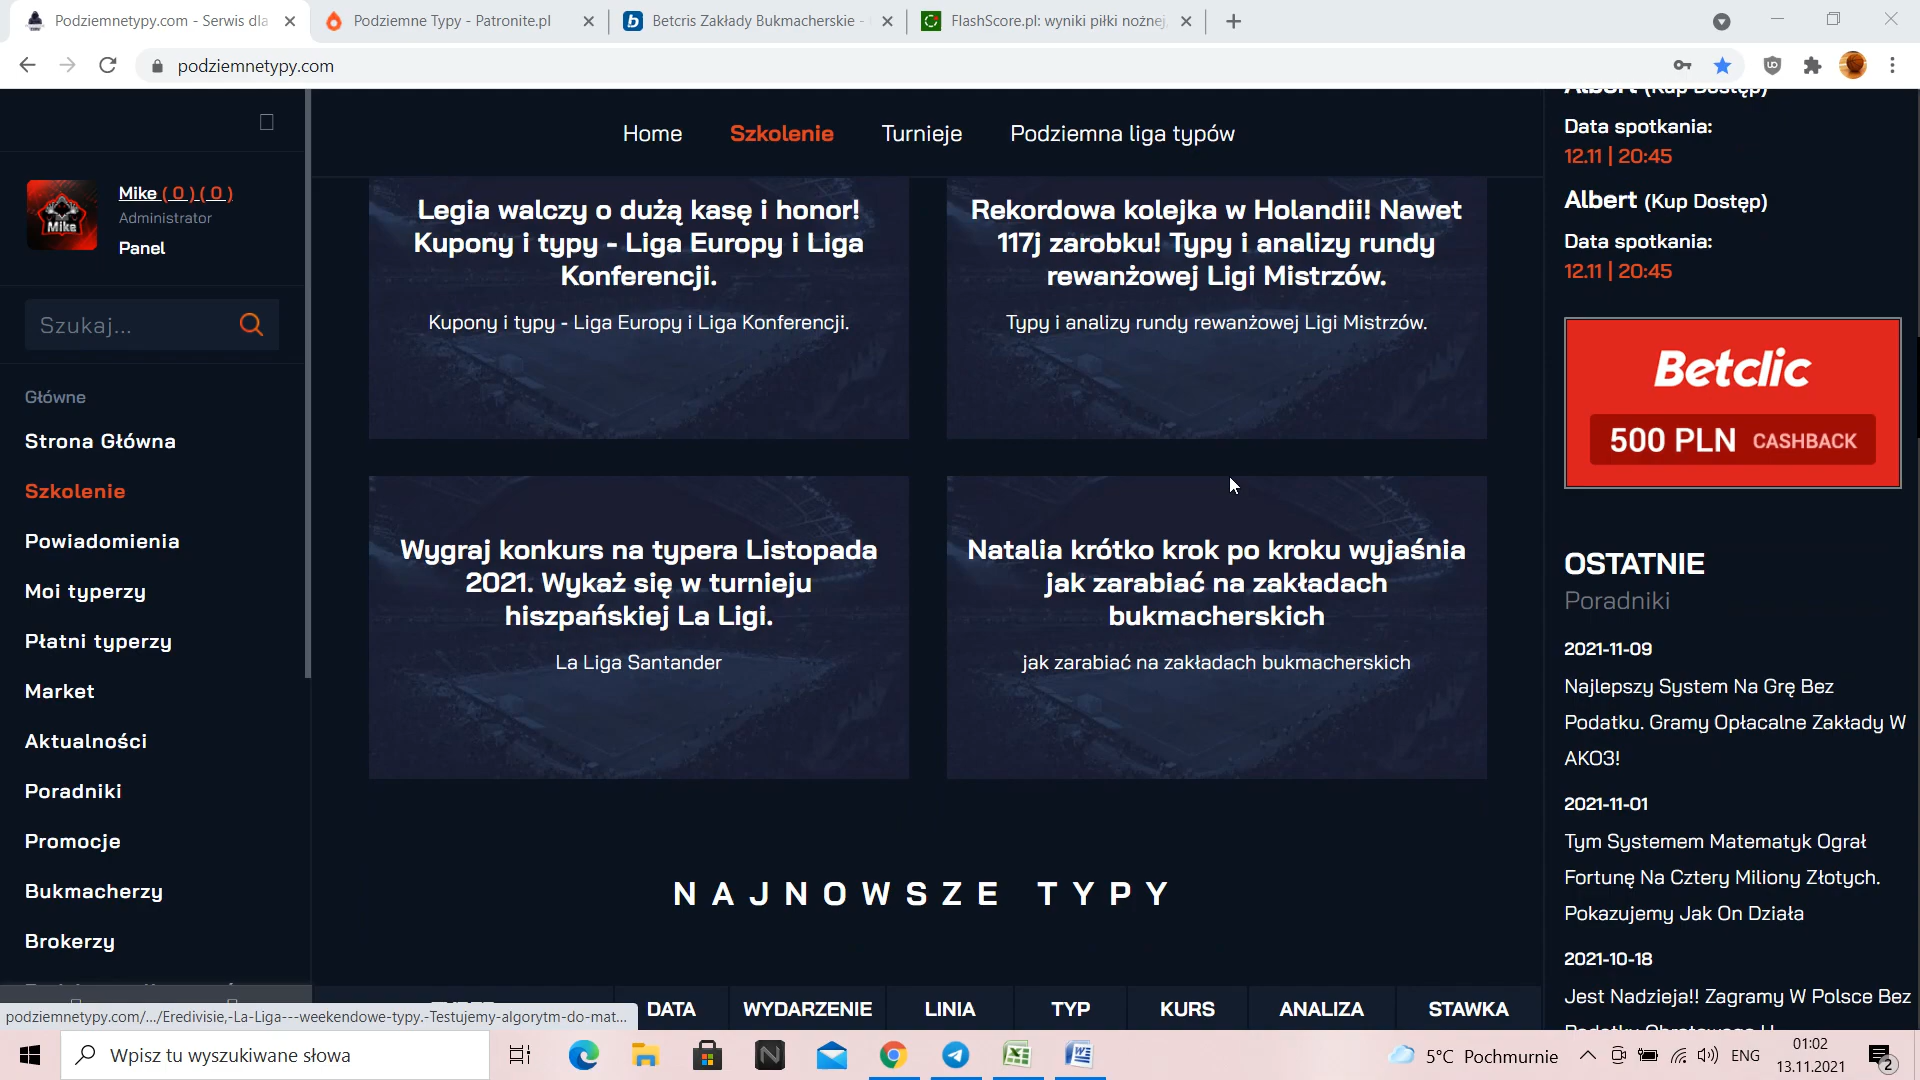 Podziemnetypy.com - Serwis dla
Podziemne Typy - Patronite.pl
Betcris Zakłady Bukmacherskie -
FlashScore.pl: wyniki piłki nożnej,
podziemnetypy.com
Mike ( 0 ) ( 0 )
Administrator
Panel
Mike
Szukaj...
Główne
Strona Główna
Szkolenie
Powiadomienia
Moi typerzy
Płatni typerzy
Market
Aktualności
Poradniki
Promocje
Bukmacherzy
Brokerzy
Home
Szkolenie
Turnieje
Podziemna liga typów
Legia walczy o dużą kasę i honor!
Kupony i typy - Liga Europy i Liga
Konferencji.
Kupony i typy - Liga Europy i Liga Konferencji.
Rekordowa kolejka w Holandii! Nawet
117j zarobku! Typy i analizy rundy
rewanżowej Ligi Mistrzów.
Typy i analizy rundy rewanżowej Ligi Mistrzów.
Wygraj konkurs na typera Listopada
2021. Wykaż się w turnieju
hiszpańskiej La Ligi.
La Liga Santander
Natalia krótko krok po kroku wyjaśnia
jak zarabiać na zakładach
bukmacherskich
jak zarabiać na zakładach bukmacherskich
NAJNOWSZE TYPY
DATA WYDARZENIE LINIA TYP KURS ANALIZA STAWKA
Albert (Kup Dostęp)
Data spotkania:
12.11 | 20:45
Albert (Kup Dostęp)
Data spotkania:
12.11 | 20:45
Betclic
500 PLN CASHBACK
OSTATNIE
Poradniki
2021-11-09
Najlepszy System Na Grę Bez
Podatku. Gramy Opłacalne Zakłady W
AKO3!
2021-11-01
Tym Systemem Matematyk Ograł
Fortunę Na Cztery Miliony Złotych.
Pokazujemy Jak On Działa
2021-10-18
Jest Nadzieja!! Zagramy W Polsce Bez
podziemnetypy.com/.../Eredivisie,-La-Liga---weekendowe-typy.-Testujemy-algorytm-do-mat...
Wpisz tu wyszukiwane słowa
5°C Pochmurnie
ENG
01:02
13.11.2021
2